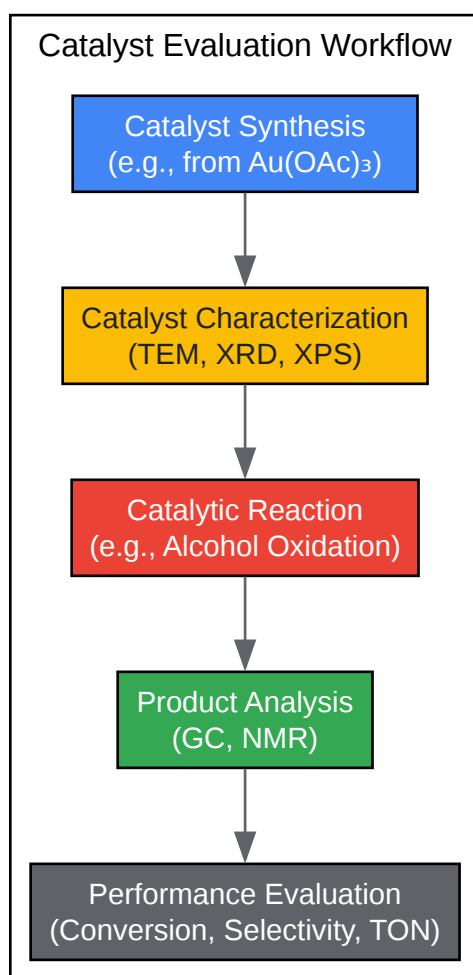 Catalyst Evaluation Workflow
Catalyst Synthesis
(e.g., from Au(OAc)₃)
Catalyst Characterization
(TEM, XRD, XPS)
Catalytic Reaction
(e.g., Alcohol Oxidation)
Product Analysis
(GC, NMR)
Performance Evaluation
(Conversion, Selectivity, TON)